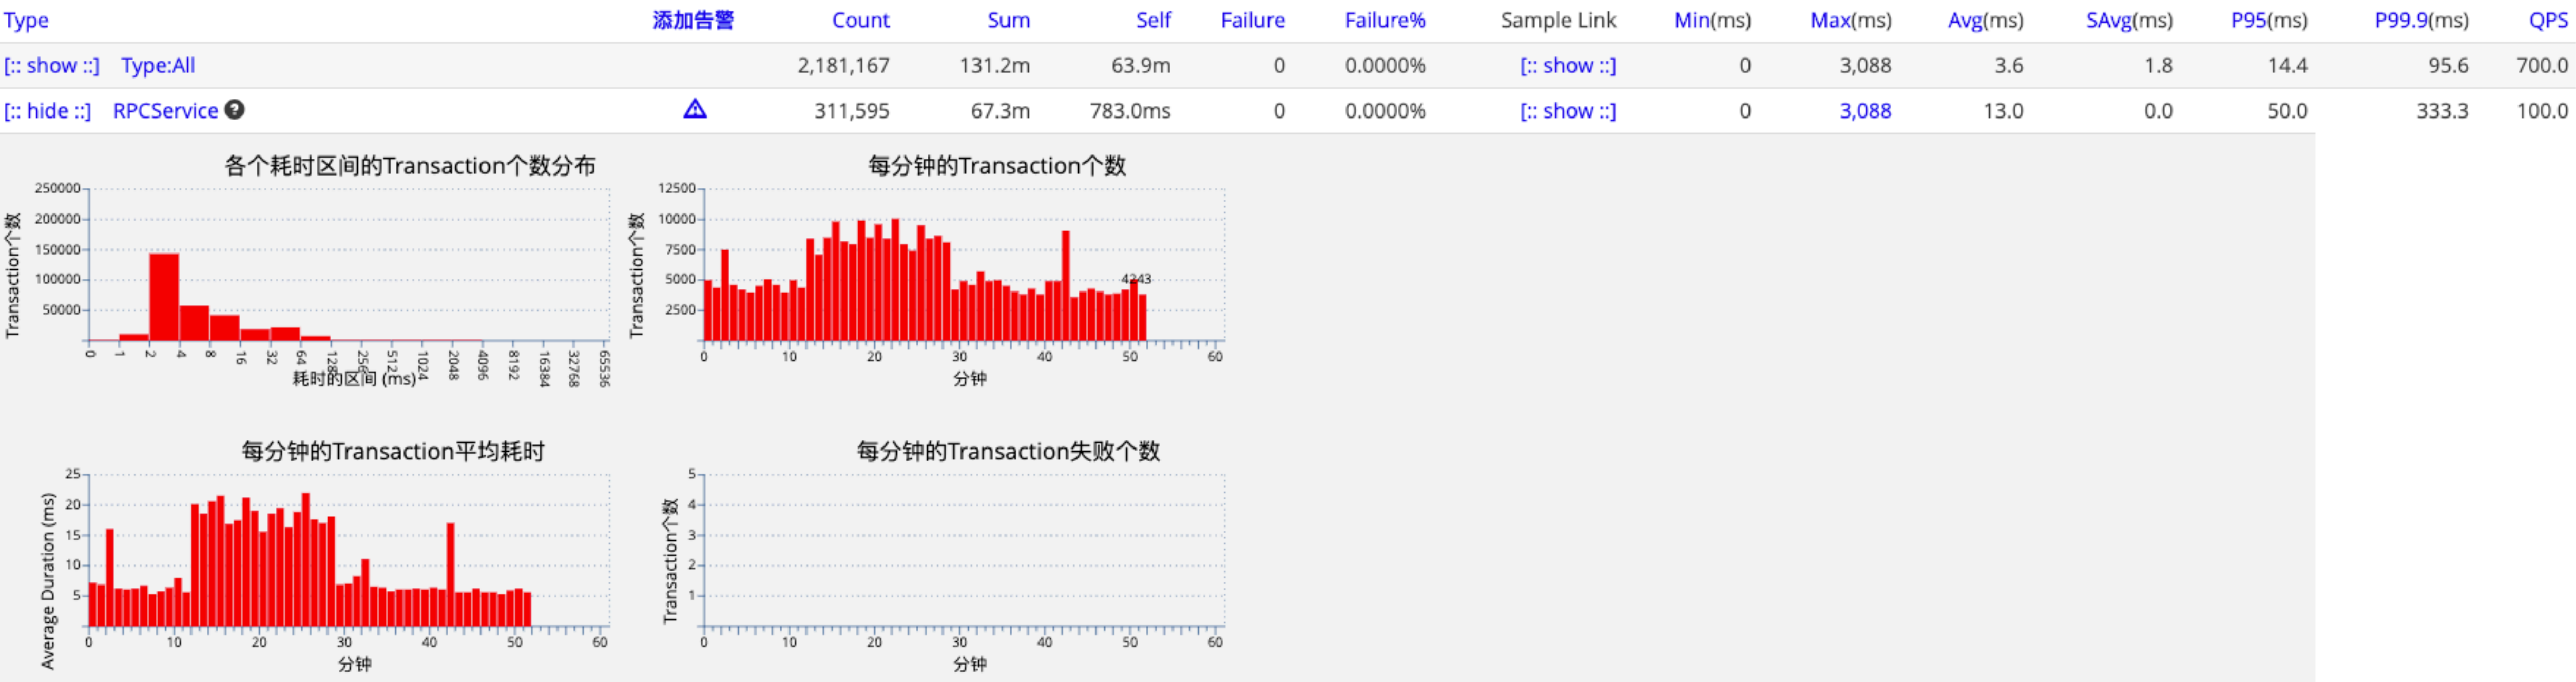 Type 添加告警 Count Sum Self Failure Failure% Sample Link Min(ms) Max(ms) Avg(ms) SAvg(ms) P95(ms) P99.9(ms) QPS
[:: show ::] Type:All 2,181,167 131.2m 63.9m 0 0.0000% [:: show ::] 0 3,088 3.6 1.8 14.4 95.6 700.0
[:: hide ::] RPCService ? 311,595 67.3m 783.0ms 0 0.0000% [:: show ::] 0 3,088 13.0 0.0 50.0 333.3 100.0
各个耗时区间的Transaction个数分布
Transaction个数
250000
200000
150000
100000
50000
0 1 2 4 8 16 32 64 128 256 512 1024 2048 4096 8192 16384 32768 65536
耗时的区间 (ms)
每分钟的Transaction个数
Transaction个数
12500
10000
7500
5000
2500
4243
0 10 20 30 40 50 60
分钟
每分钟的Transaction平均耗时
Average Duration (ms)
25
20
15
10
5
0 10 20 30 40 50 60
分钟
每分钟的Transaction失败个数
Transaction个数
5
4
3
2
1
0 10 20 30 40 50 60
分钟